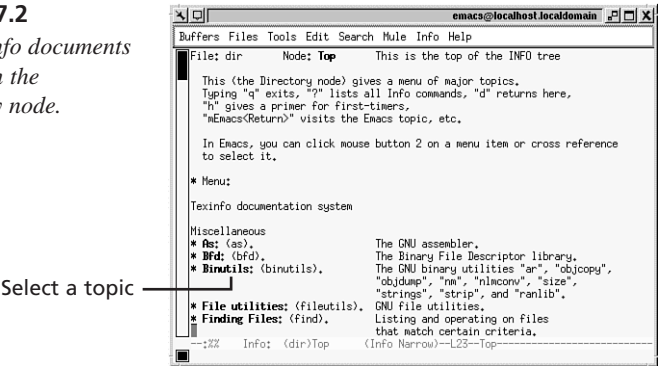 7.2
nfo documents
n the
y node.
Select a topic
emacs@localhost.localdomain
Buffers Files Tools Edit Search Mule Info Help
File: dir Node: Top This is the top of the INFO tree
This (the Directory node) gives a menu of major topics.
Typing "q" exits, "?" lists all Info commands, "d" returns here,
"h" gives a primer for first-timers,
"mEmacs<Return>" visits the Emacs topic, etc.
In Emacs, you can click mouse button 2 on a menu item or cross reference
to select it.
* Menu:
Texinfo documentation system
Miscellaneous
* As: (as). The GNU assembler.
* Bfd: (bfd). The Binary File Descriptor library.
* Binutils: (binutils). The GNU binary utilities "ar", "objcopy",
"objdump", "nm", "nlmconv", "size",
"strings", "strip", and "ranlib".
* File utilities: (fileutils). GNU file utilities.
* Finding Files: (find). Listing and operating on files
that match certain criteria.
--:%% Info: (dir)Top (Info Narrow)--L23--Top---------------------------